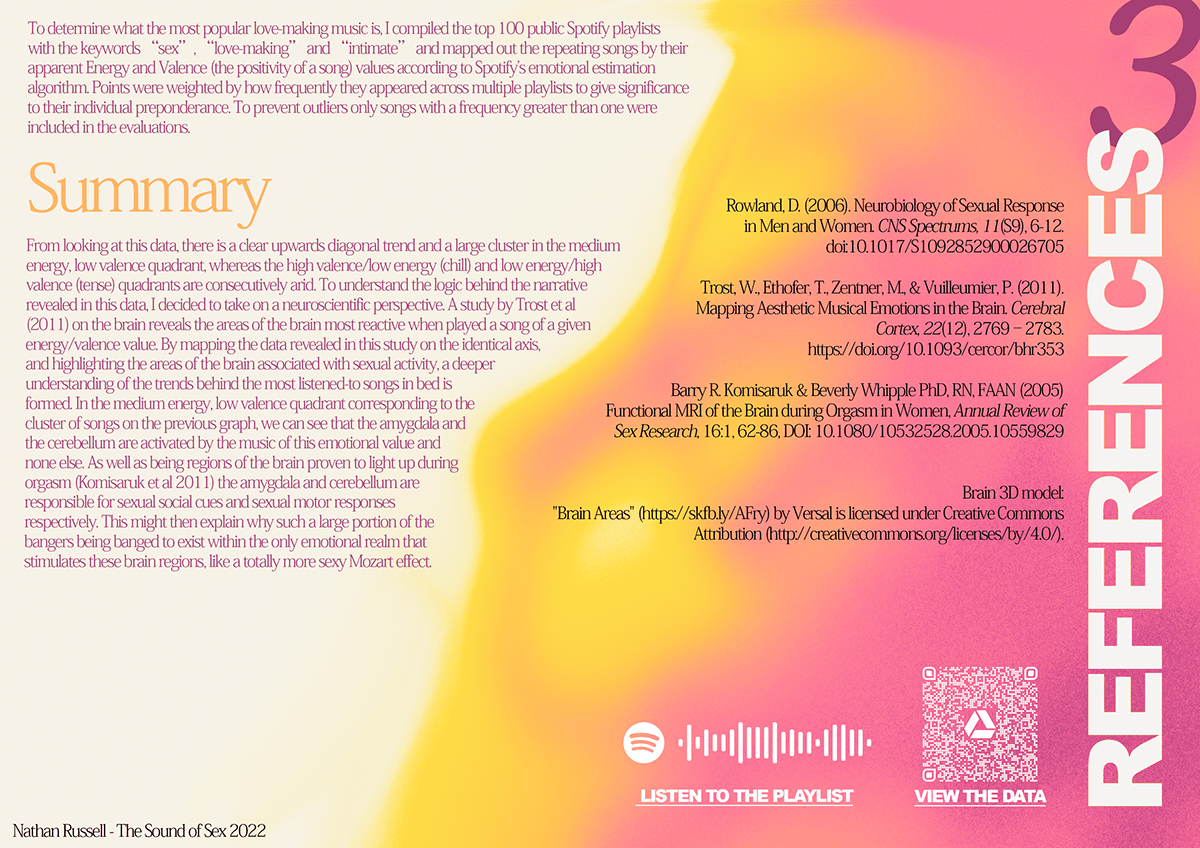 To determine what the most popular love-making music is, I compiled the top 100 public Spotify playlists
with the keywords “sex” , “love-making” and “intimate” and mapped out the repeating songs by their
apparent Energy and Valence (the positivity of a song) values according to Spotify's emotional estimation
algorithm. Points were weighted by how frequently they appeared across multiple playlists to give significance
to their individual preponderance. To prevent outliers only songs with a frequency greater than one were
included in the evaluations.
Summary
From looking at this data, there is a clear upwards diagonal trend and a large cluster in the medium
energy, low valence quadrant, whereas the high valence/low energy (chill) and low energy/high
valence (tense) quadrants are consecutively arid. To understand the logic behind the narrative
revealed in this data, I decided to take on a neuroscientific perspective. A study by Trost et al
(2011) on the brain reveals the areas of the brain most reactive when played a song of a given
energy/valence value. By mapping the data revealed in this study on the identical axis,
and highlighting the areas of the brain associated with sexual activity, a deeper
understanding of the trends behind the most listened-to songs in bed is
formed. In the medium energy, low valence quadrant corresponding to the
cluster of songs on the previous graph, we can see that the amygdala and
the cerebellum are activated by the music of this emotional value and
none else. As well as being regions of the brain proven to light up during
orgasm (Komisaruk et al 2011) the amygdala and cerebellum are
responsible for sexual social cues and sexual motor responses
respectively. This might then explain why such a large portion of the
bangers being banged to exist within the only emotional realm that
stimulates these brain regions, like a totally more sexy Mozart effect.
Nathan Russell - The Sound of Sex 2022
3
REFERENCES
Rowland, D. (2006). Neurobiology of Sexual Response
in Men and Women. CNS Spectrums, 11(S9), 6-12.
doi:10.1017/S1092852900026705
Trost, W., Ethofer, T., Zentner, M., & Vuilleumier, P. (2011).
Mapping Aesthetic Musical Emotions in the Brain. Cerebral
Cortex, 22(12), 2769 – 2783.
https://doi.org/10.1093/cercor/bhr353
Barry R. Komisaruk & Beverly Whipple PhD, RN, FAAN (2005)
Functional MRI of the Brain during Orgasm in Women, Annual Review of
Sex Research, 16:1, 62-86, DOI: 10.1080/10532528.2005.10559829
Brain 3D model:
"Brain Areas" (https://skfb.ly/AFry) by Versal is licensed under Creative Commons
Attribution (http://creativecommons.org/licenses/by/4.0/).
LISTEN TO THE PLAYLIST
VIEW THE DATA